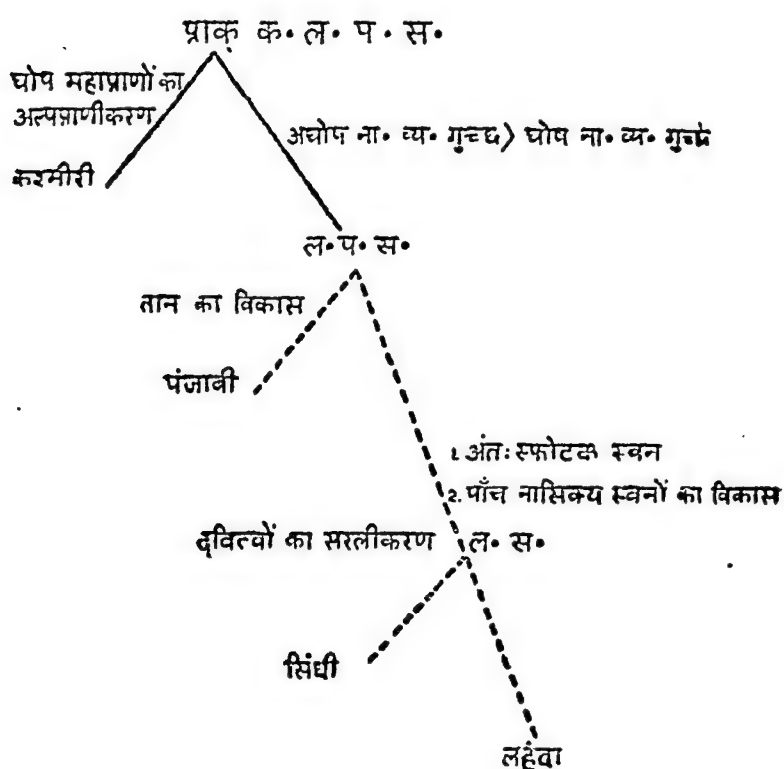 प्राक् क॰ ल॰ प॰ स॰
घोष महाप्राणों का
अल्पप्राणीकरण
अघोष ना॰ व्य॰ गुच्छ > घोष ना॰ व्य॰ गुच्छ
कश्मीरी
ल॰ प॰ स॰
तान का विकास
पंजाबी
1. अंतः स्फोटक स्वन
2. पाँच नासिक्य स्वनों का विकास
द्वित्वों का सरलीकरण ल॰ स॰
सिंधी
लहंदा